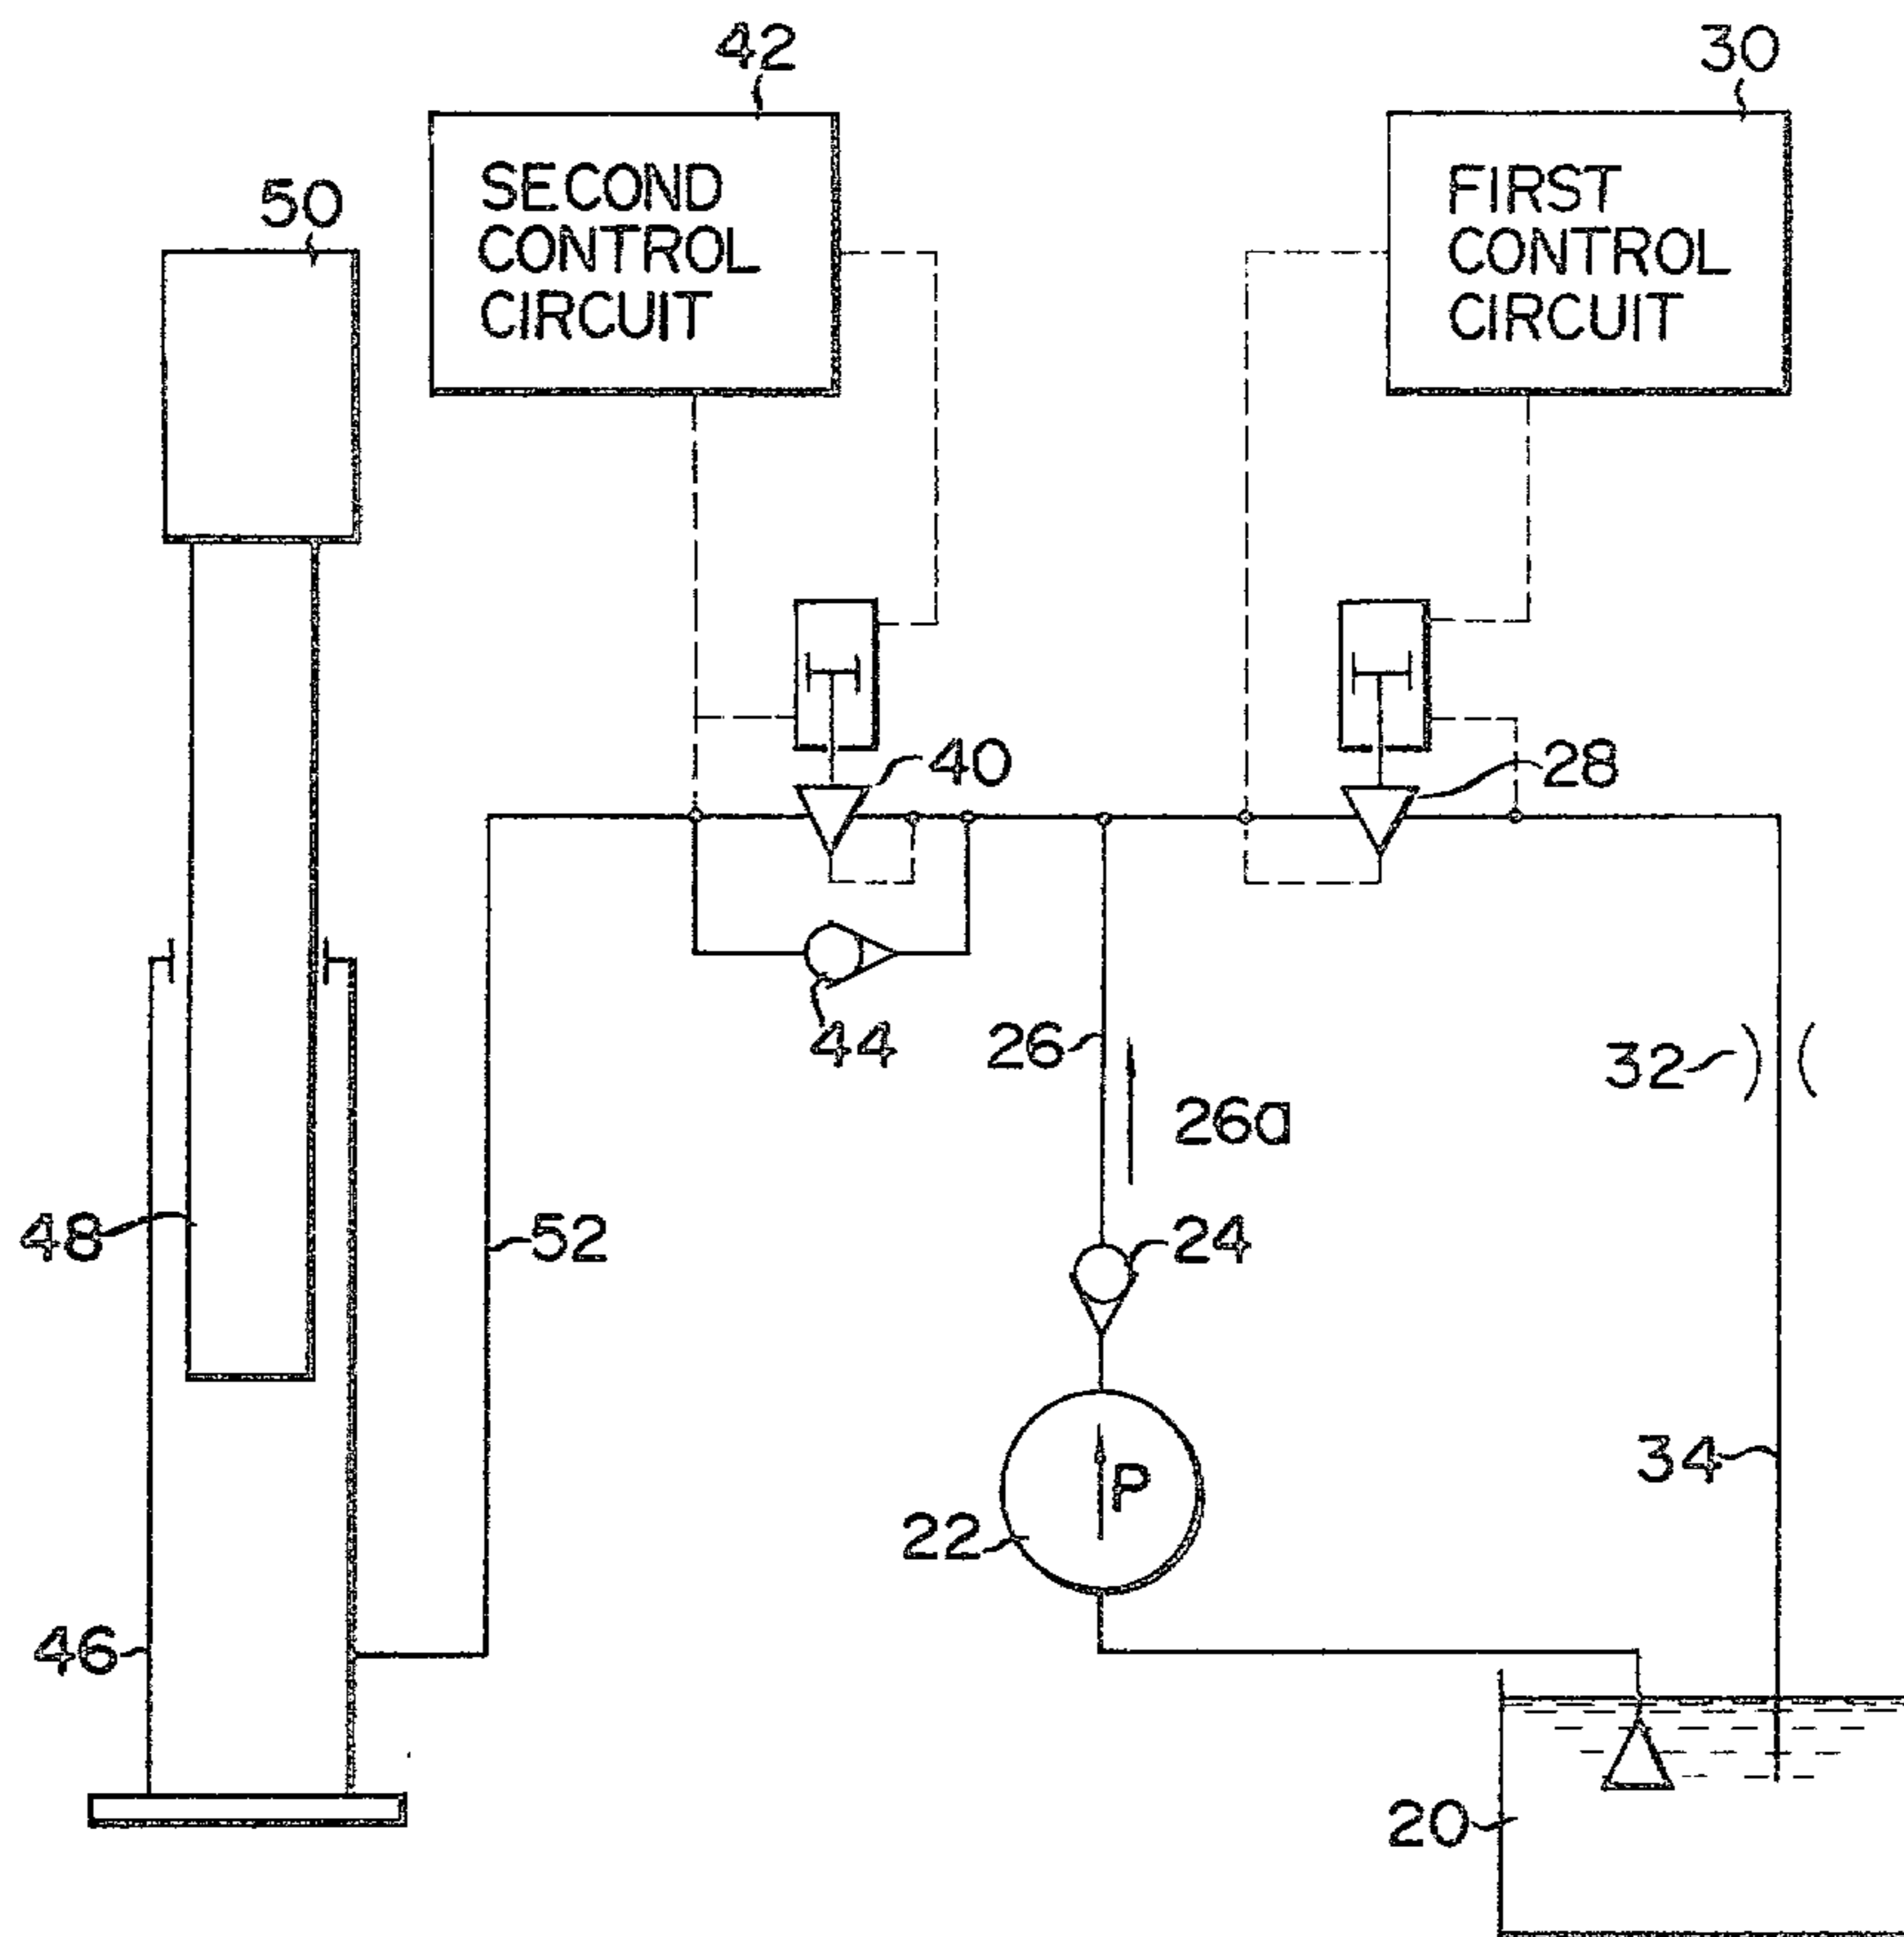 42
30
SECOND
CONTROL
CIRCUIT
FIRST
CONTROL
CIRCUIT
50
40
28
44
26
32
26a
48
52
24
34
P
22
46
20